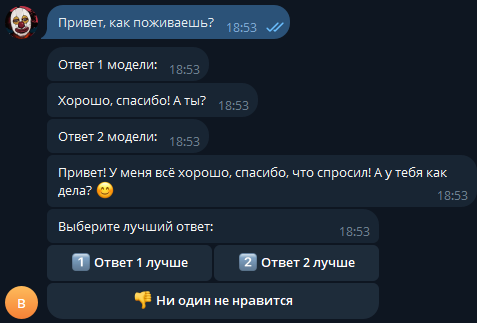 Привет, как поживаешь?
18:53
Ответ 1 модели:
18:53
Хорошо, спасибо! А ты?
18:53
Ответ 2 модели:
18:53
Привет! У меня всё хорошо, спасибо, что спросил! А у тебя как
дела? 😊
18:53
Выберите лучший ответ:
18:53
1️⃣ Ответ 1 лучше
2️⃣ Ответ 2 лучше
👎 Ни один не нравится
В